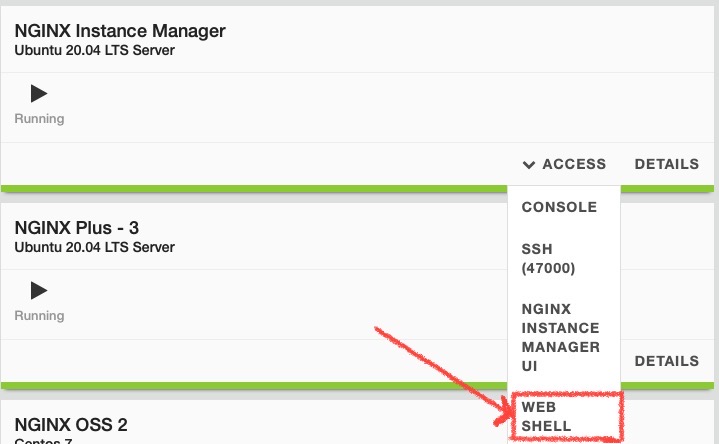 NGINX Instance Manager
Ubuntu 20.04 LTS Server
Running
ACCESS DETAILS
CONSOLE
SSH
(47000)
NGINX
INSTANCE
MANAGER
UI
WEB
SHELL
NGINX Plus - 3
Ubuntu 20.04 LTS Server
Running
DETAILS
NGINX OSS 2
Centos 7